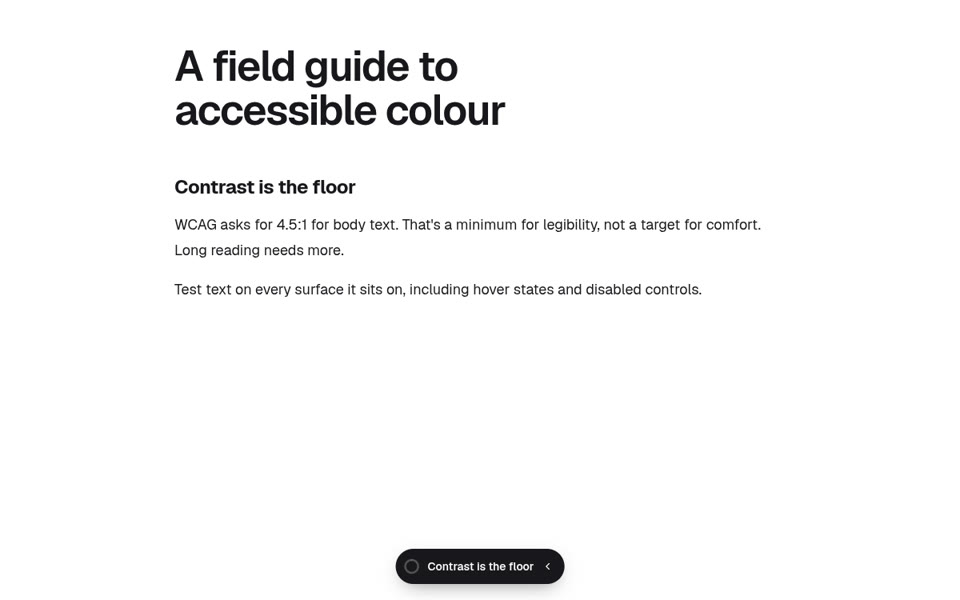 A field guide to
accessible colour
Contrast is the floor
WCAG asks for 4.5:1 for body text. That's a minimum for legibility, not a target for comfort.
Long reading needs more.
Test text on every surface it sits on, including hover states and disabled controls.
Contrast is the floor